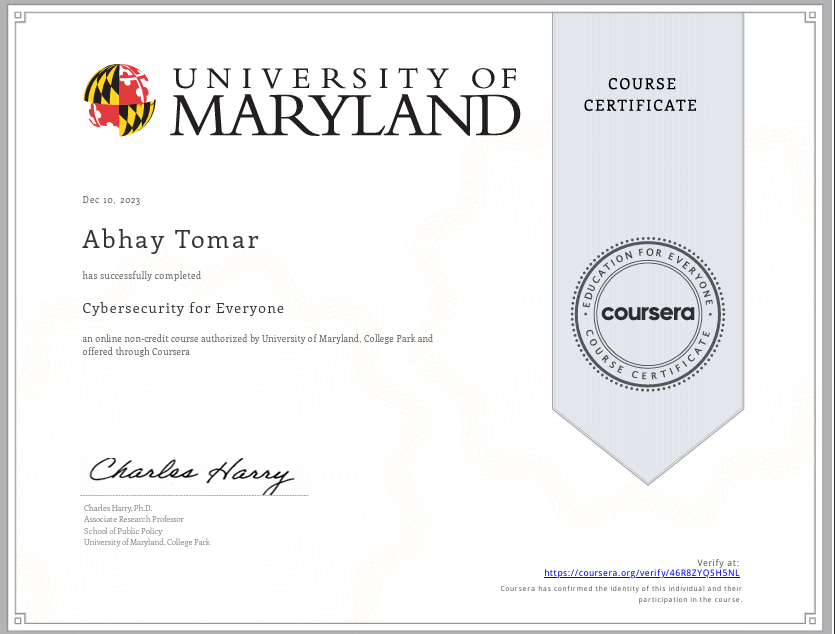 UNIVERSITY OF
MARYLAND
COURSE
CERTIFICATE
Dec 10, 2023
Abhay Tomar
has successfully completed
Cybersecurity for Everyone
an online non-credit course authorized by University of Maryland, College Park and
offered through Coursera
EDUCATION FOR EVERYONE
coursera
COURSE CERTIFICATE
Charles Harry
Charles Harry, Ph.D.
Associate Research Professor
School of Public Policy
University of Maryland, College Park
Verify at:
https://coursera.org/verify/46R8ZYQSH5NL
Coursera has confirmed the identity of this individual and their
participation in the course.